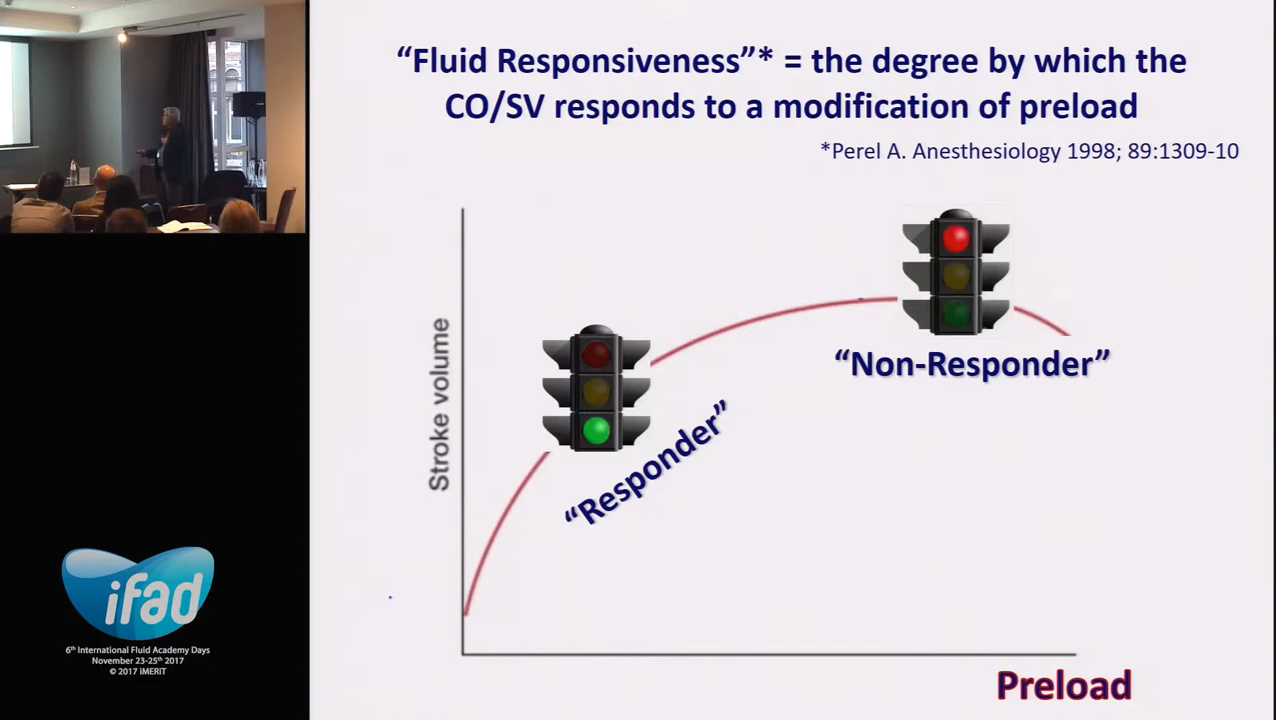 “Fluid Responsiveness”* = the degree by which the
CO/SV responds to a modification of preload
*Perel A. Anesthesiology 1998; 89:1309-10
Stroke volume
“Responder”
“Non-Responder”
Preload
ifad
6th International Fluid Academy Days
November 23-25th 2017
© 2017 iMERiT